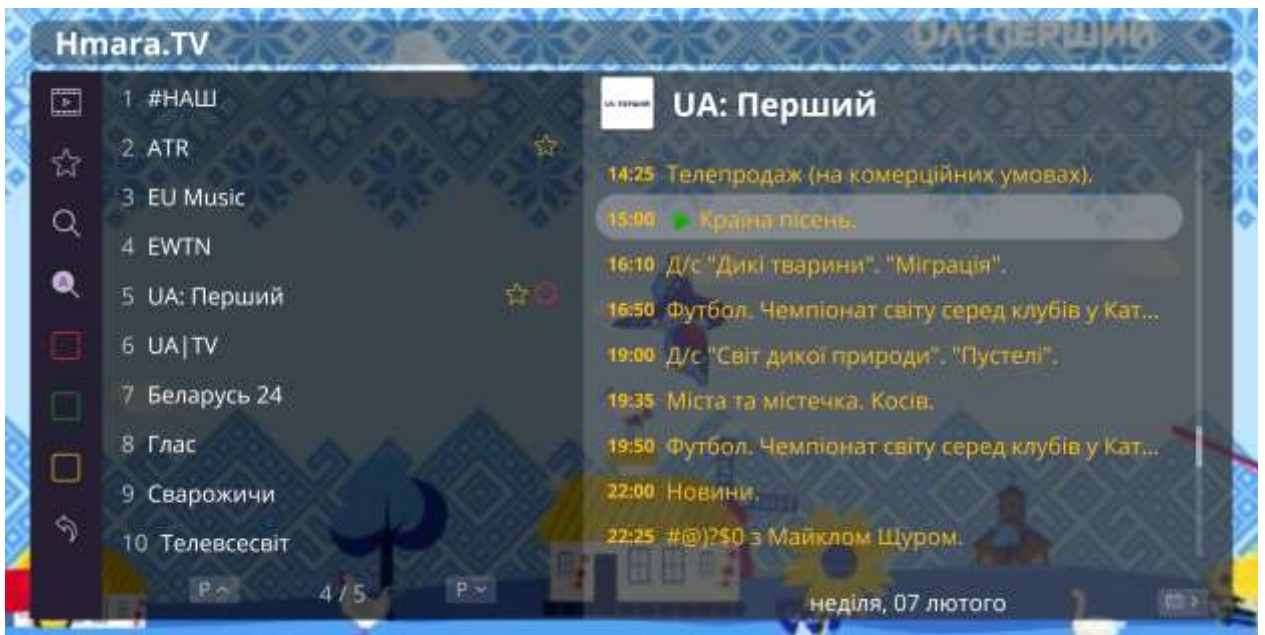 UA: ПЕРШИЙ
Hmara.TV
1 #НАШ
2 ATR
3 EU Music
4 EWTN
5 UA: Перший
6 UA|TV
7 Беларусь 24
8 Глас
9 Сварожичи
10 Телевсесвіт
P
4 / 5
P
UA: ПЕРШИЙ
UA: Перший
14:25 Телепродаж (на комерційних умовах).
15:00 Країна пісень.
16:10 Д/с "Дикі тварини". "Міграція".
16:50 Футбол. Чемпіонат світу серед клубів у Кат...
19:00 Д/с "Світ дикої природи". "Пустелі".
19:35 Міста та містечка. Косів.
19:50 Футбол. Чемпіонат світу серед клубів у Кат...
22:00 Новини.
22:25 #@)?$0 з Майклом Щуром.
неділя, 07 лютого